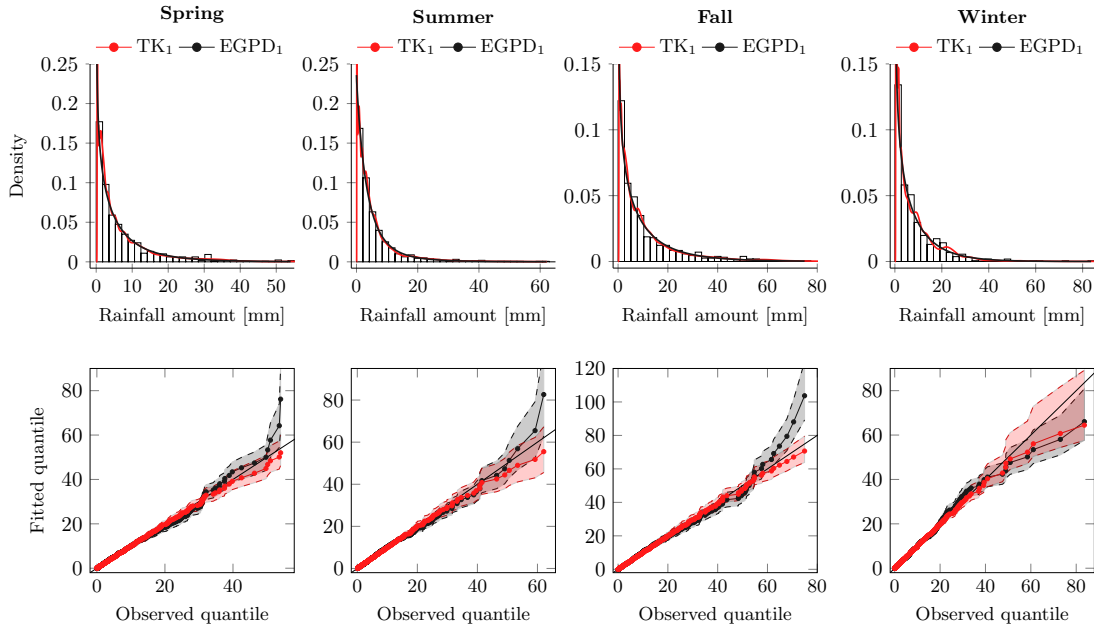 Spring Summer Fall Winter
TK₁ EGPD₁ TK₁ EGPD₁ TK₁ EGPD₁ TK₁ EGPD₁
0.25 0.25 0.15 0.15
0.2 0.2
0.15 0.15 0.1 0.1
Density
0.1 0.1 0.05 0.05
0.05 0.05
0 0 0 0
0 10 20 30 40 50 0 20 40 60 0 20 40 60 80 0 20 40 60 80
Rainfall amount [mm] Rainfall amount [mm] Rainfall amount [mm] Rainfall amount [mm]
120
80 80 100 80
60 60 80 60
Fitted quantile
40 40 60 40
20 20 40 20
20
0 0 0 0
20 40 0 20 40 60 0 20 40 60 80 0 20 40 60 80
0
Observed quantile Observed quantile Observed quantile Observed quantile